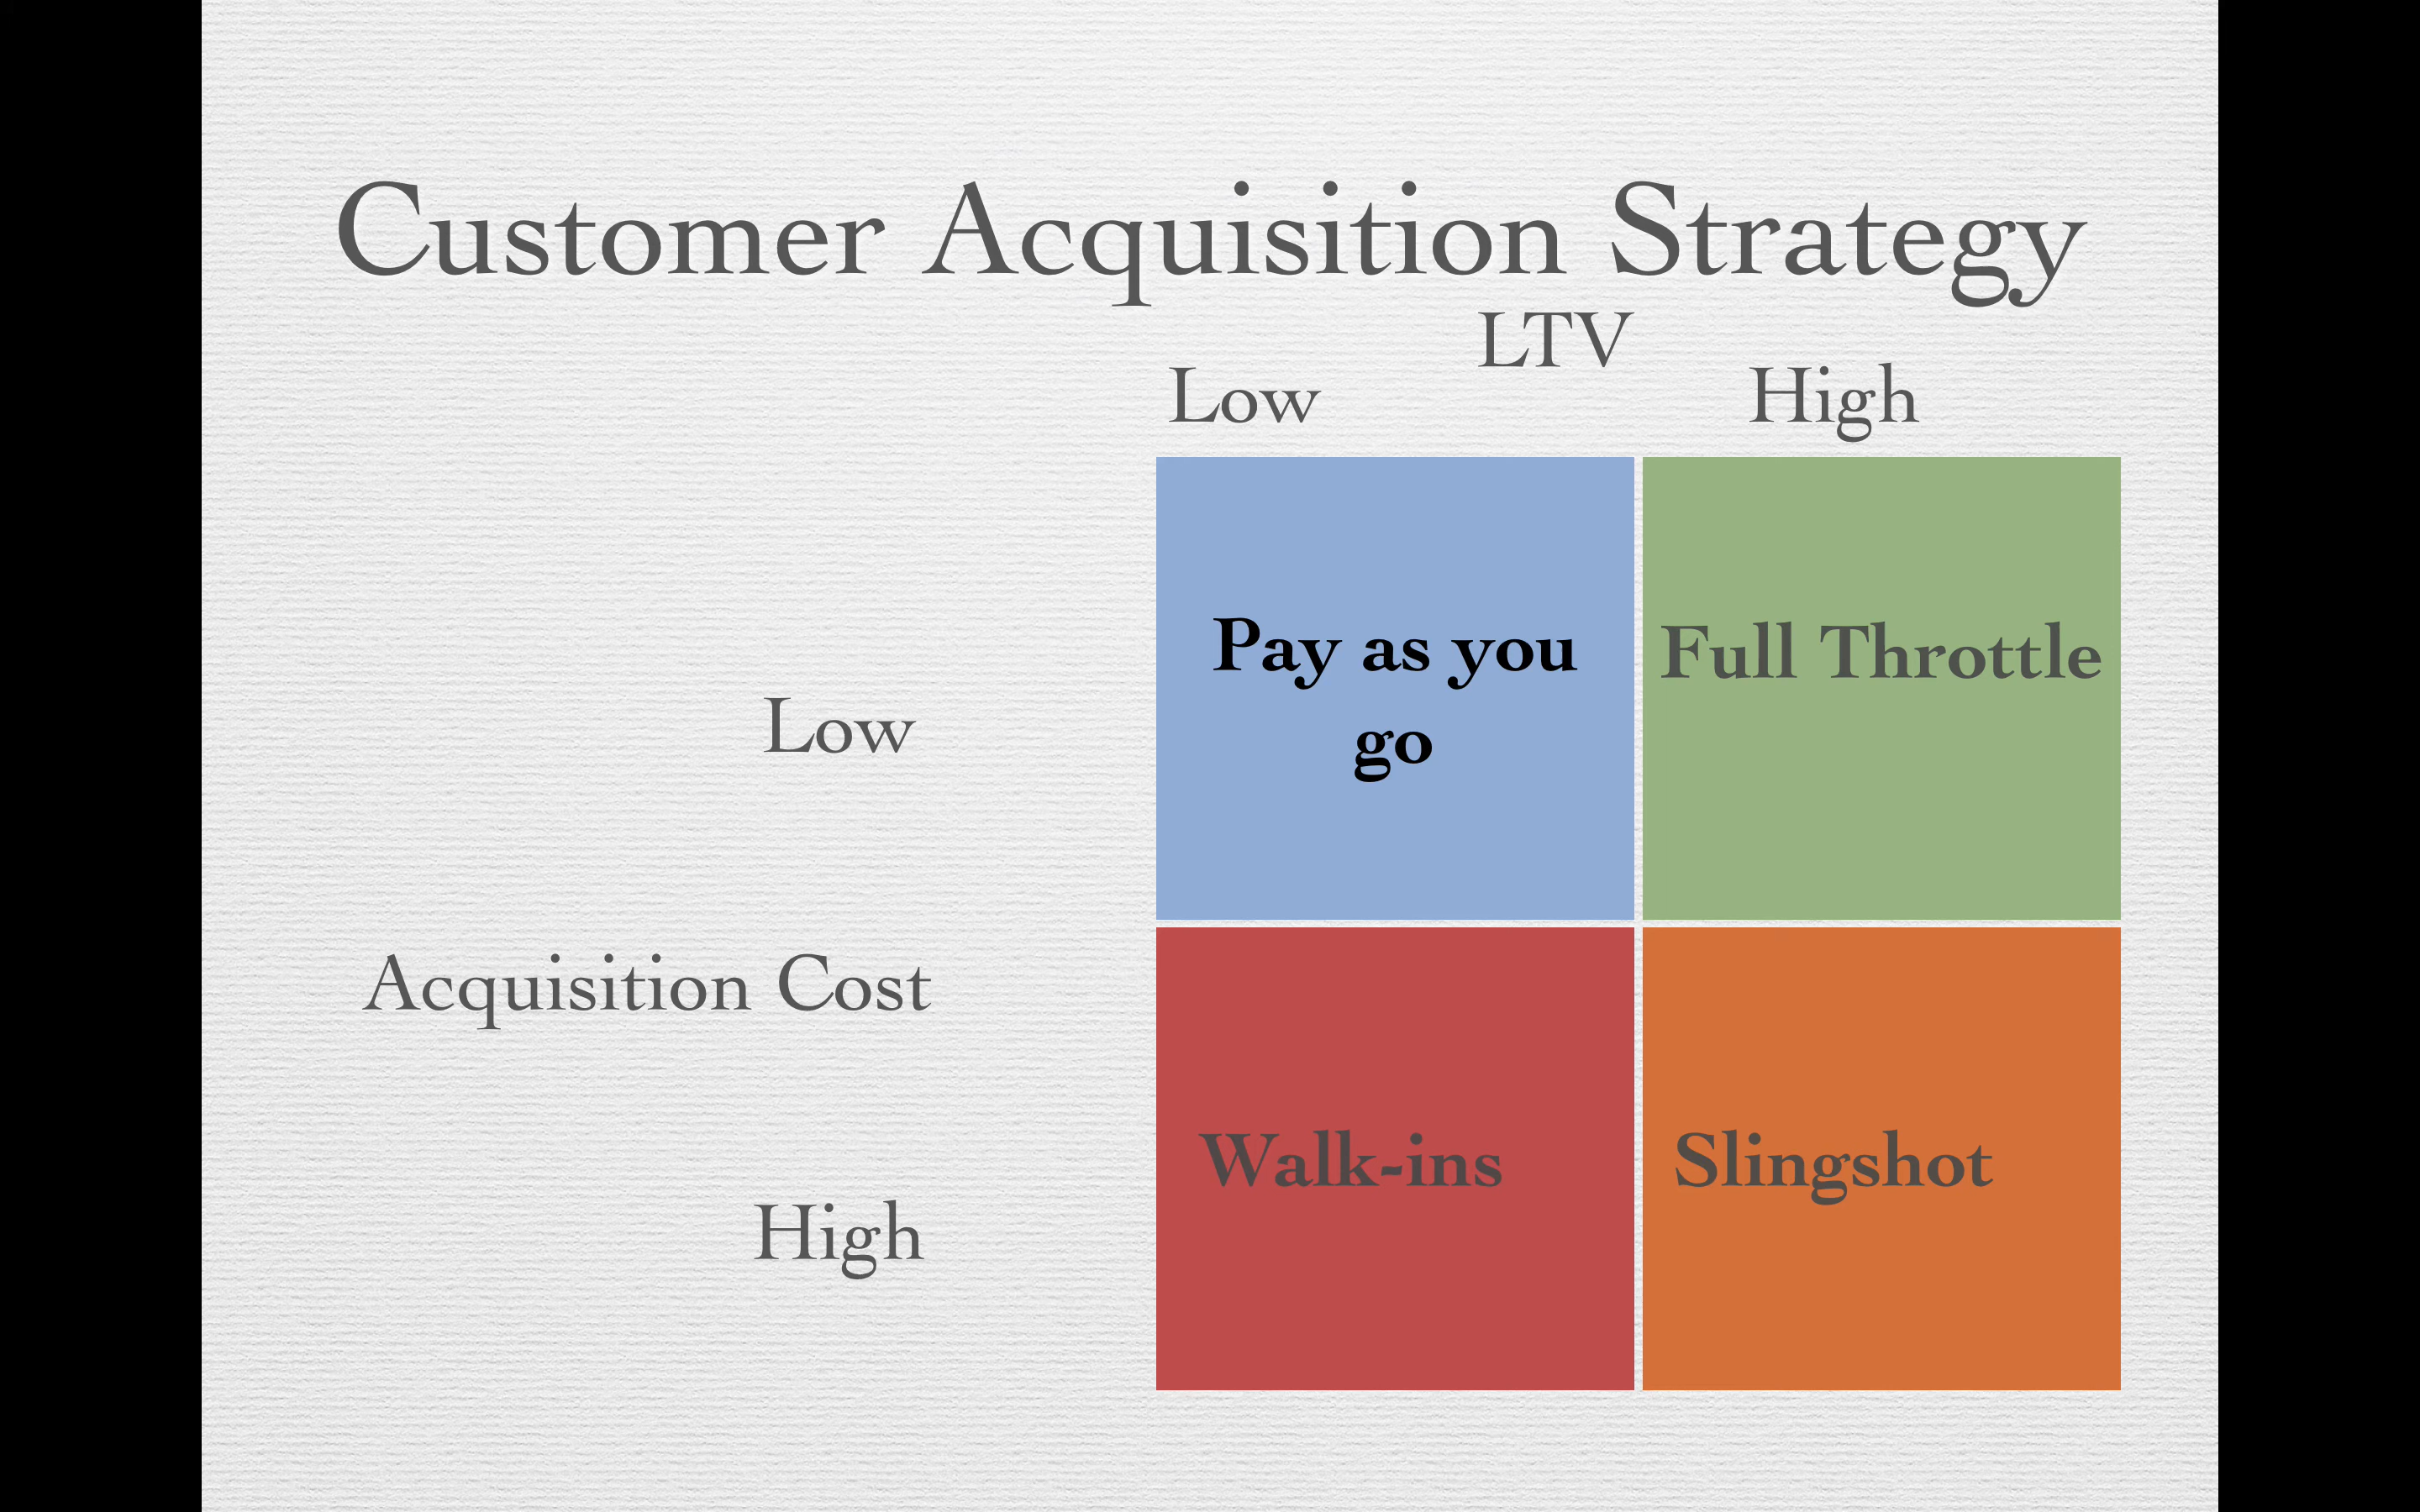 Customer Acquisition Strategy
LTV
Low High
Pay as you
go
Full Throttle
Low
Acquisition Cost
Walk-ins
Slingshot
High